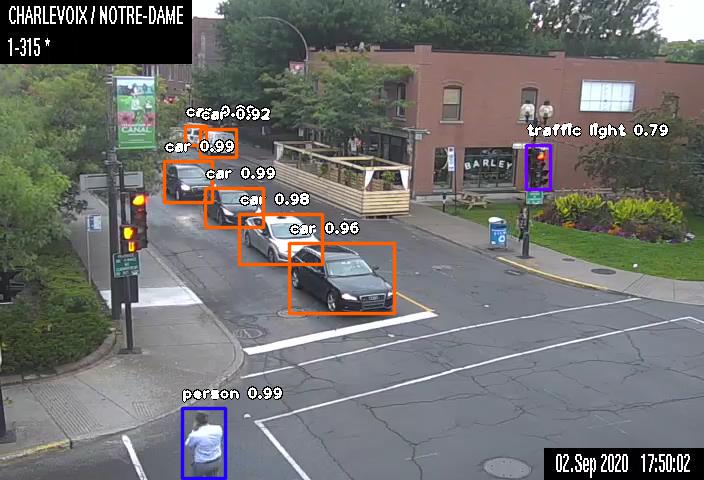 CHARLEVOIX / NOTRE-DAME
1-315 *
CANAL
car 0.92
car 0.99
car 0.99
car 0.98
car 0.96
traffic light 0.79
BARLEY
person 0.99
02.Sep 2020 17:50:02